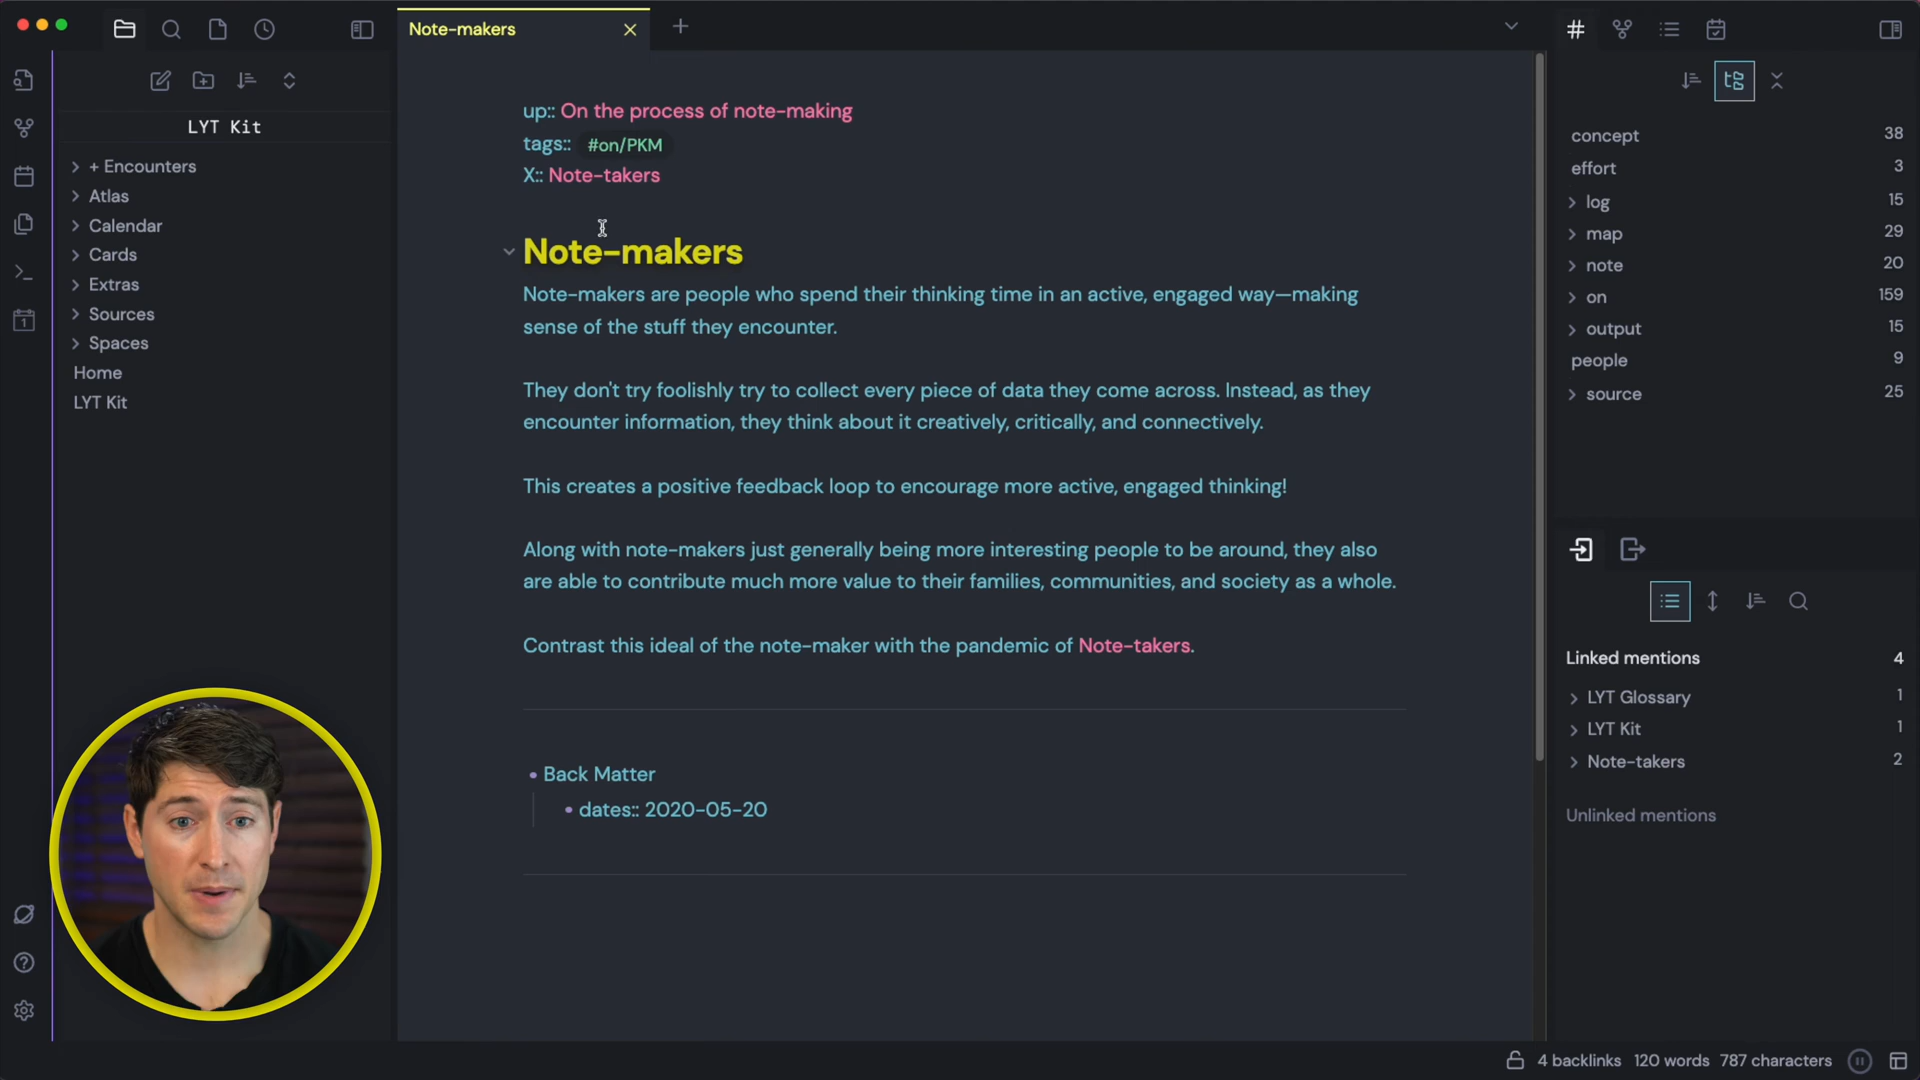 Note-makers
LYT Kit
+ Encounters
Atlas
Calendar
Cards
Extras
Sources
Spaces
Home
LYT Kit
1
up:: On the process of note-making
tags:: #on/PKM
X:: Note-takers
Note-makers
Note-makers are people who spend their thinking time in an active, engaged way—making
sense of the stuff they encounter.
They don't try foolishly try to collect every piece of data they come across. Instead, as they
encounter information, they think about it creatively, critically, and connectively.
This creates a positive feedback loop to encourage more active, engaged thinking!
Along with note-makers just generally being more interesting people to be around, they also
are able to contribute much more value to their families, communities, and society as a whole.
Contrast this ideal of the note-maker with the pandemic of Note-takers.
• Back Matter
• dates:: 2020-05-20
concept 38
effort 3
log 15
map 29
note 20
on 159
output 15
people 9
source 25
Linked mentions 4
LYT Glossary 1
LYT Kit 1
Note-takers 2
Unlinked mentions
4 backlinks 120 words 787 characters